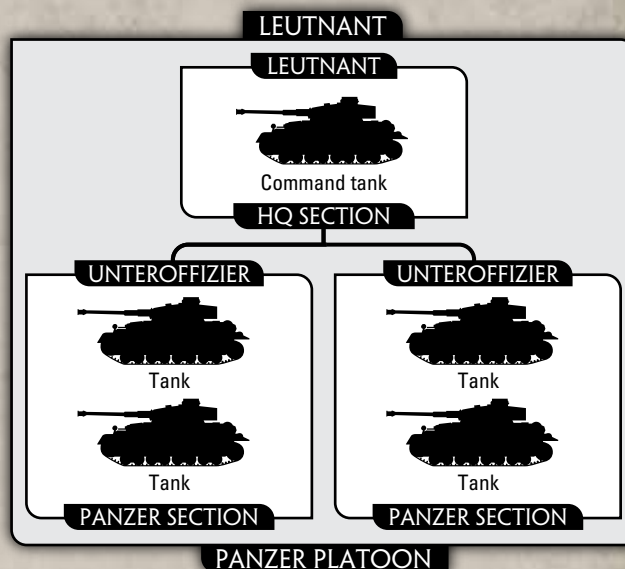 LEUTNANT
LEUTNANT
Command tank
HQ SECTION
UNTEROFFIZIER
Tank
Tank
PANZER SECTION
UNTEROFFIZIER
Tank
Tank
PANZER SECTION
PANZER PLATOON